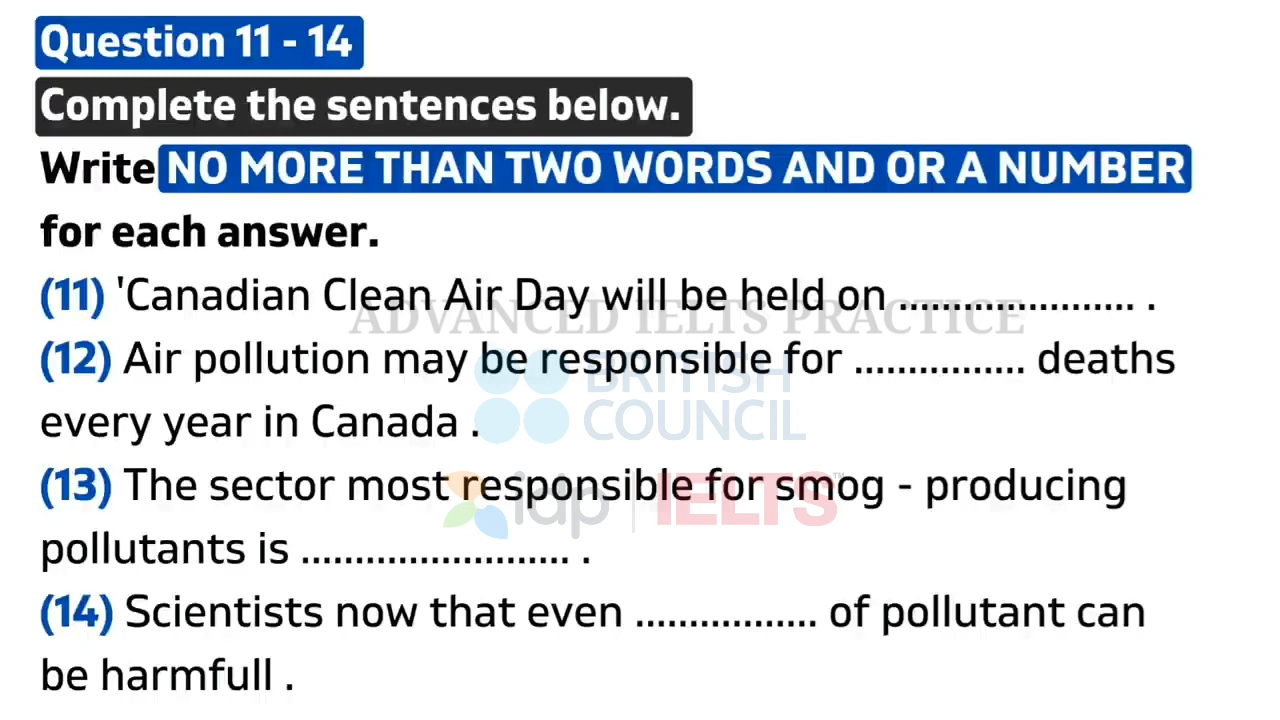 Question 11 - 14
Complete the sentences below.
Write NO MORE THAN TWO WORDS AND OR A NUMBER
for each answer.
(11) 'Canadian Clean Air Day will be held on ...................... .
ADVANCED IELTS PRACTICE
(12) Air pollution may be responsible for ................ deaths
every year in Canada .
BRITISH
COUNCIL
(13) The sector most responsible for smog - producing
idp IELTS™
pollutants is ......................... .
(14) Scientists now that even ................. of pollutant can
be harmfull .